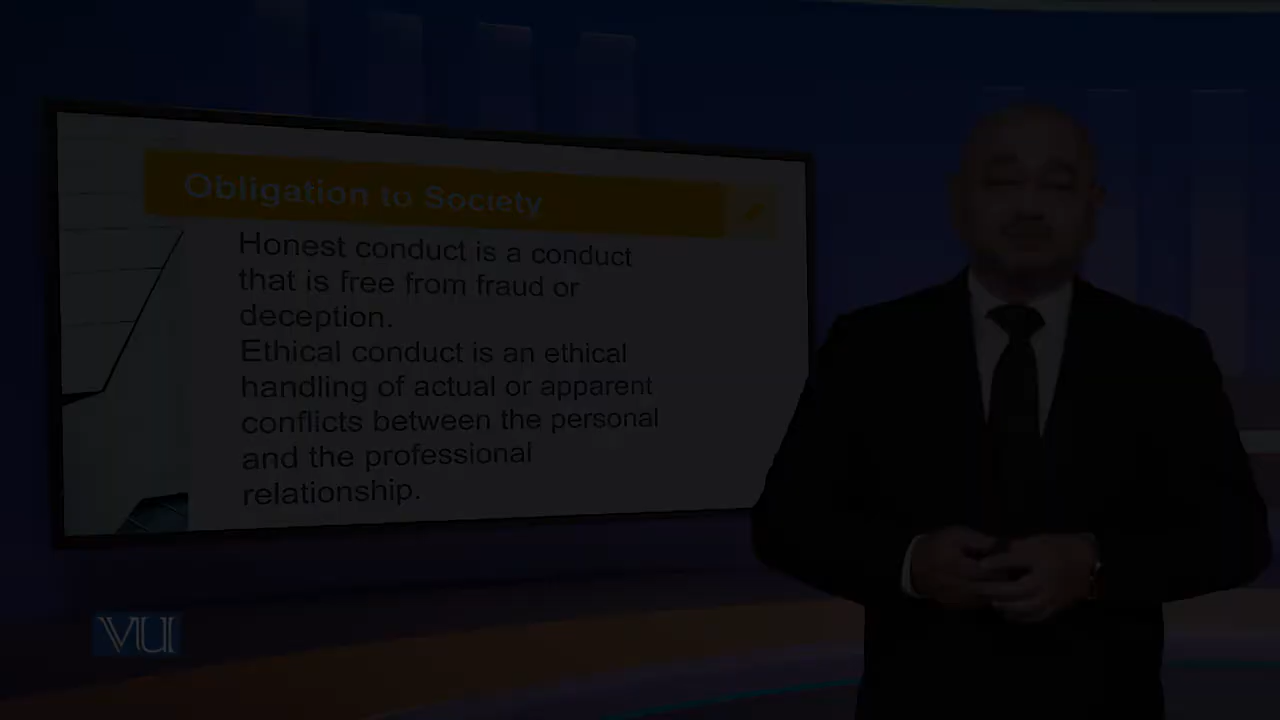 Obligation to Society
Honest conduct is a conduct
that is free from fraud or
deception.
Ethical conduct is an ethical
handling of actual or apparent
conflicts between the personal
and the professional
relationship.
VU